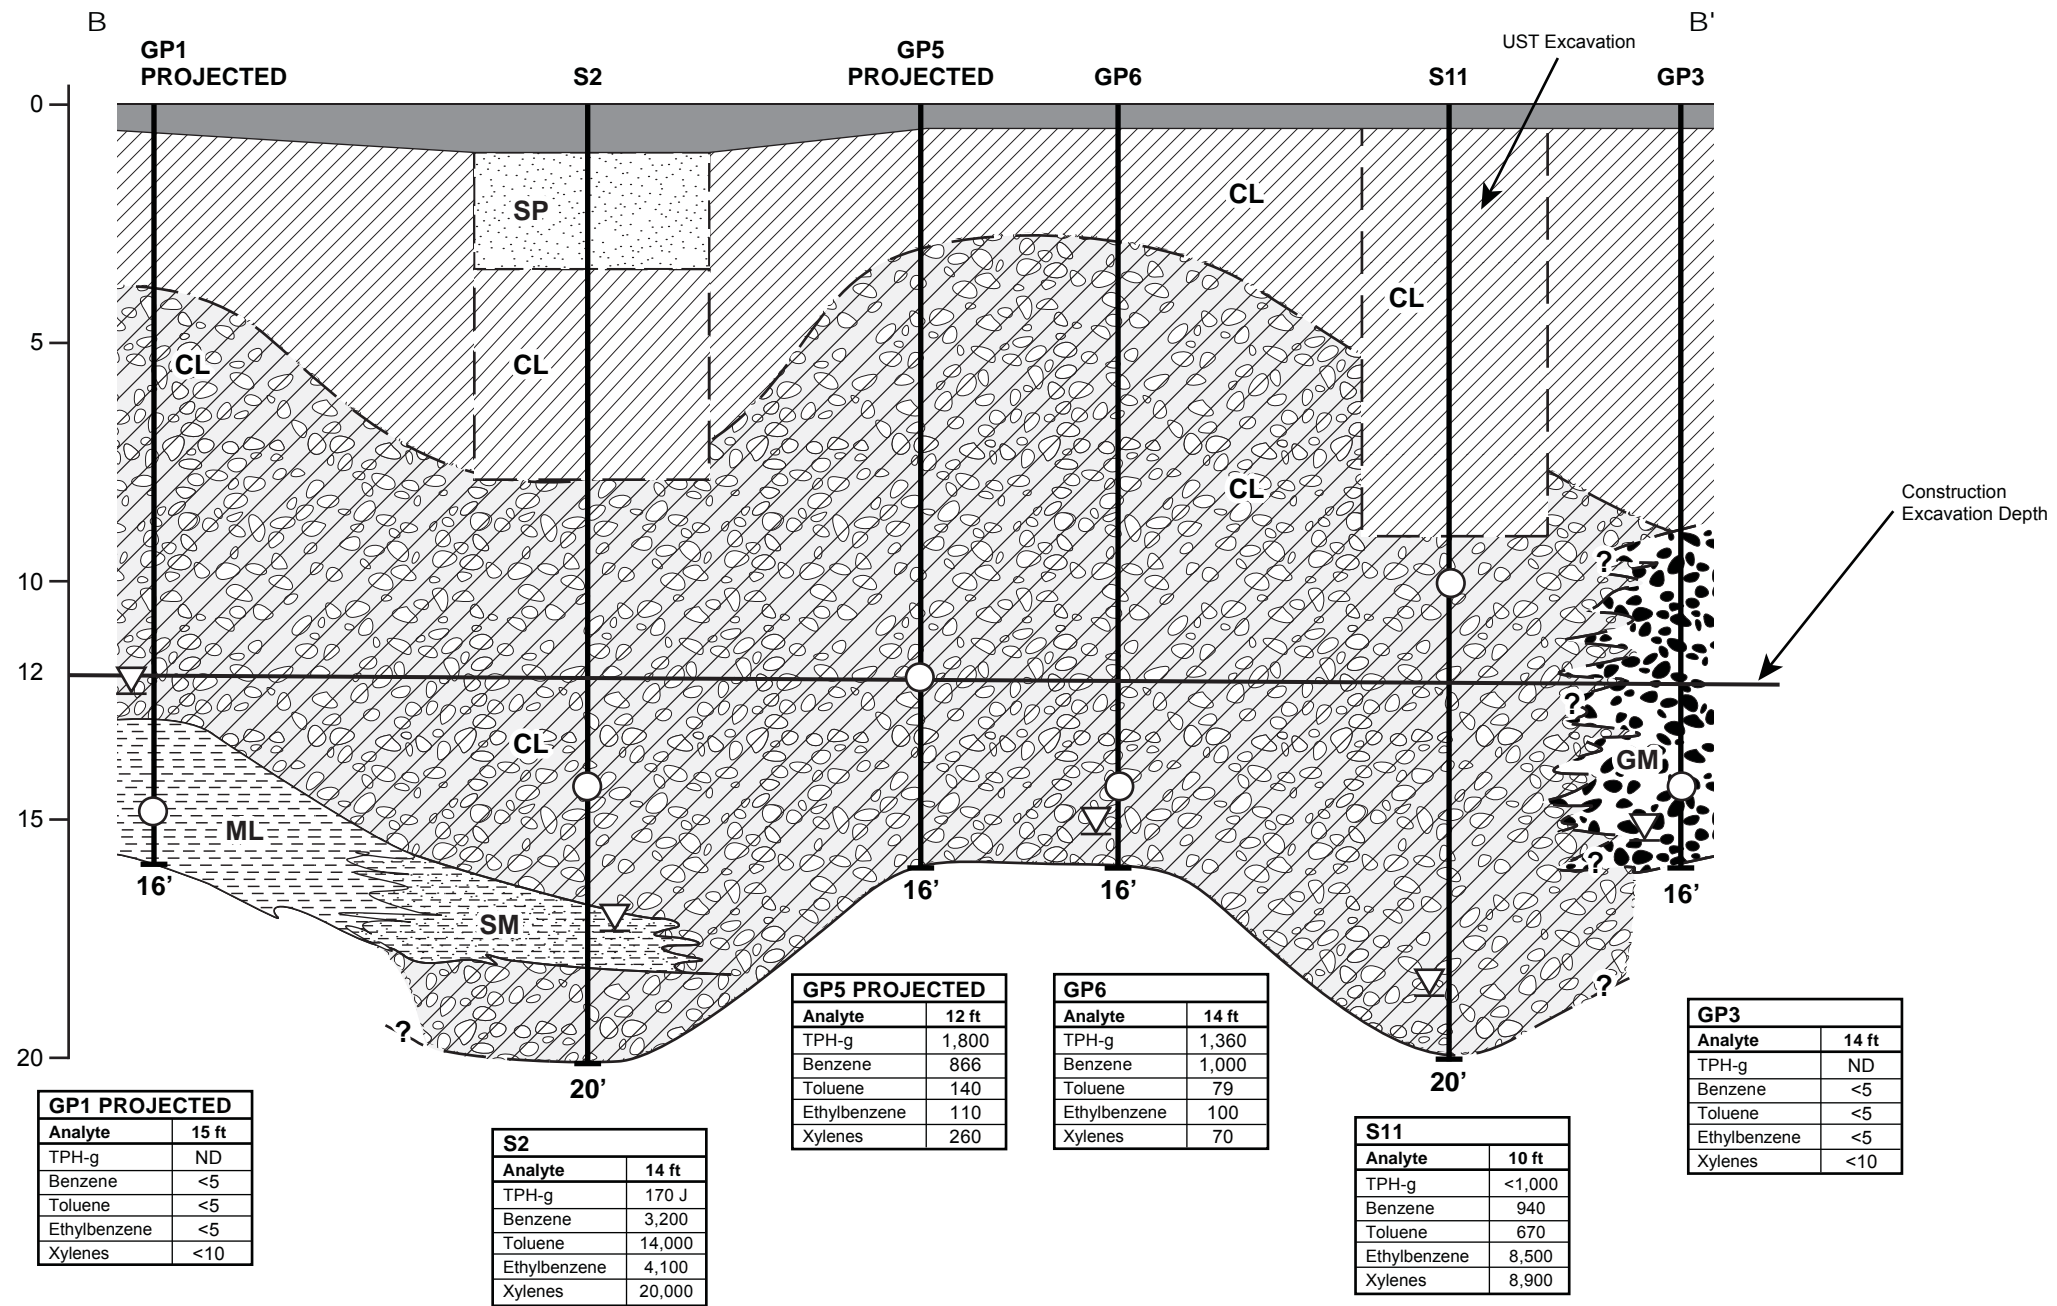 B
B'
GP1
PROJECTED
S2
GP5
PROJECTED
GP6
UST Excavation
S11
GP3
0
5
10
12
15
20
SP
CL
CL
CL
CL
CL
CL
CL
ML
SM
GM
?
?
?
?
?
Construction
Excavation Depth
16’
20’
16’
16’
20’
16’
GP1 PROJECTED
Analyte 15 ft
TPH-g ND
Benzene <5
Toluene <5
Ethylbenzene <5
Xylenes <10
S2
Analyte 14 ft
TPH-g 170 J
Benzene 3,200
Toluene 14,000
Ethylbenzene 4,100
Xylenes 20,000
GP5 PROJECTED
Analyte 12 ft
TPH-g 1,800
Benzene 866
Toluene 140
Ethylbenzene 110
Xylenes 260
GP6
Analyte 14 ft
TPH-g 1,360
Benzene 1,000
Toluene 79
Ethylbenzene 100
Xylenes 70
S11
Analyte 10 ft
TPH-g <1,000
Benzene 940
Toluene 670
Ethylbenzene 8,500
Xylenes 8,900
GP3
Analyte 14 ft
TPH-g ND
Benzene <5
Toluene <5
Ethylbenzene <5
Xylenes <10